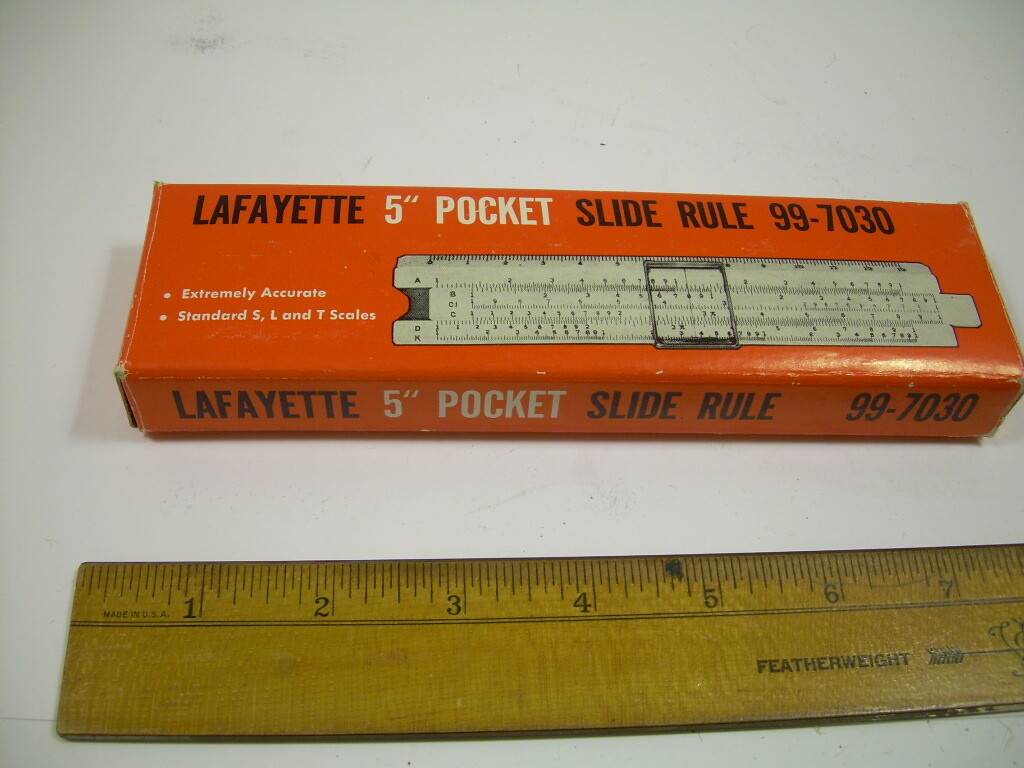 LAFAYETTE 5" POCKET SLIDE RULE 99-7030
• Extremely Accurate
• Standard S, L and T Scales
A
B
CI
C
D
K
LAFAYETTE 5" POCKET SLIDE RULE 99-7030
1 2 3 4 5 6 7
MADE IN U.S.A.
FEATHERWEIGHT